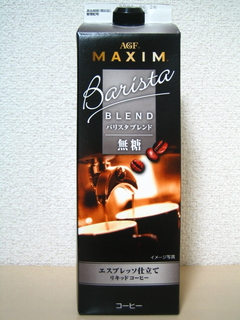 AGF
MAXIM
Barista
BLEND
バリスタブレンド
無糖
イメージ写真
エスプレッソ仕立て
リキッドコーヒー
コーヒー